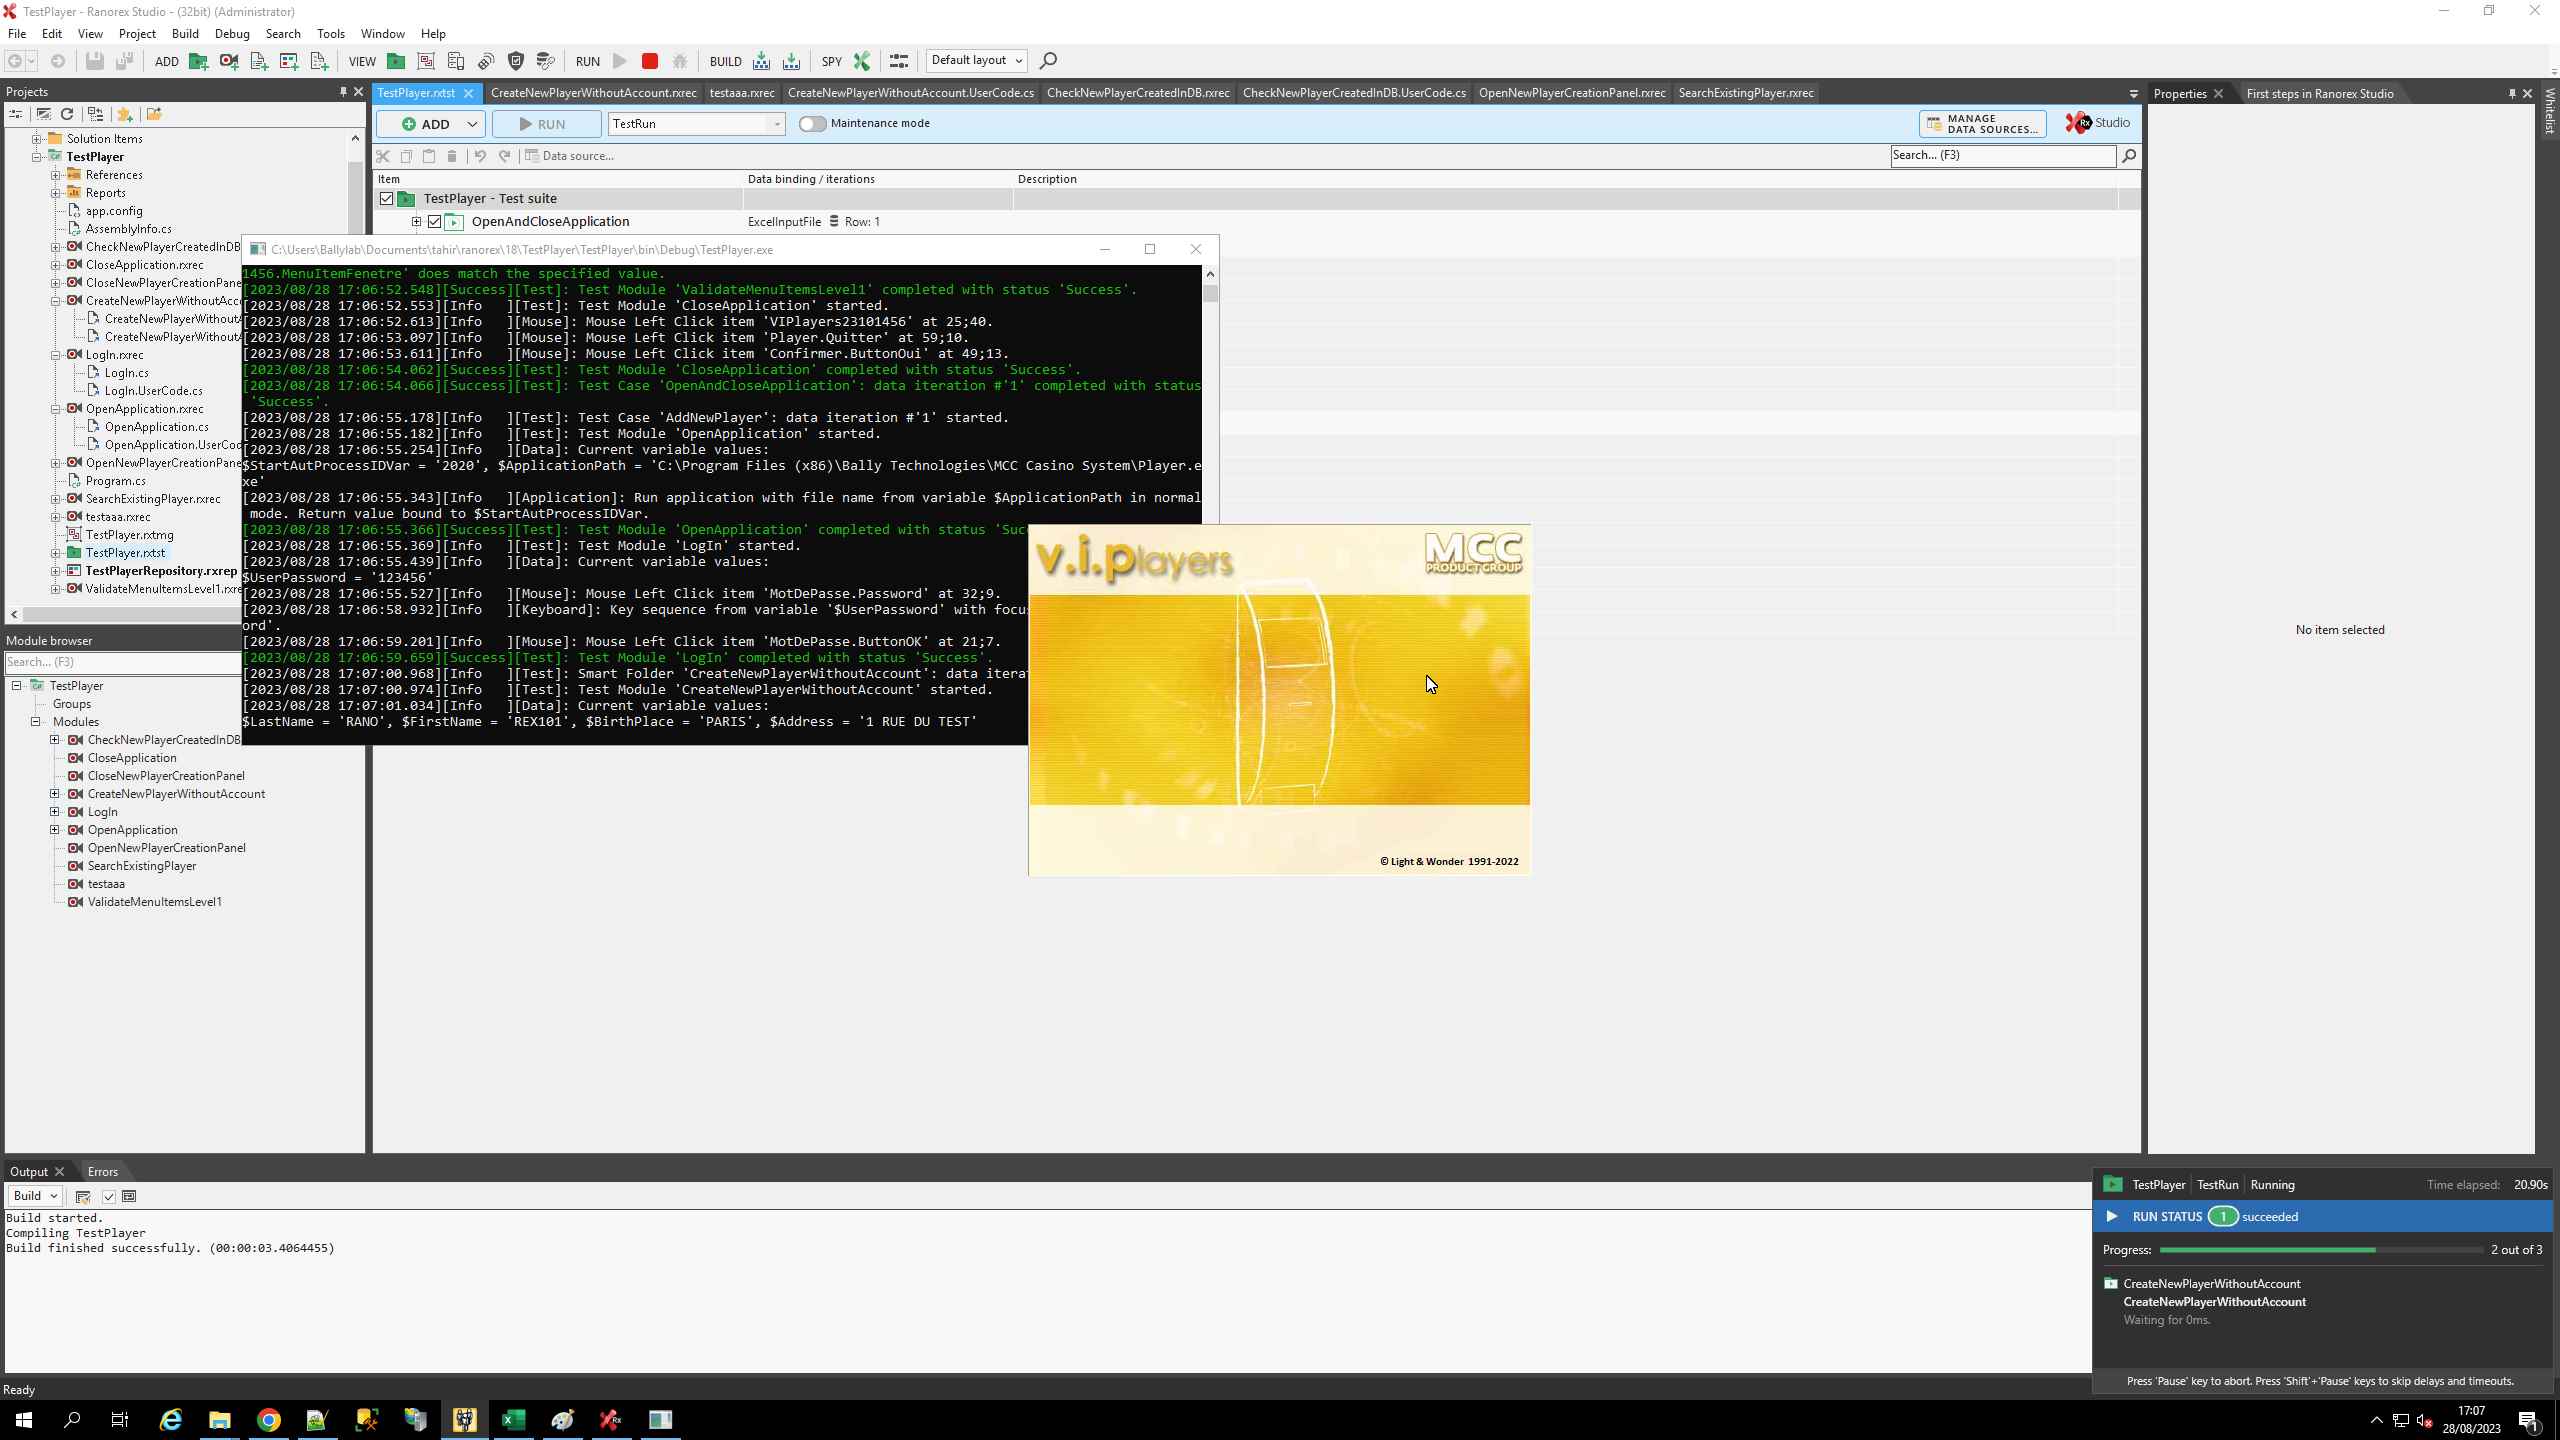 TestPlayer - Ranorex Studio - (32bit) (Administrator)
File Edit View Project Build Debug Search Tools Window Help
ADD VIEW RUN BUILD SPY Default layout
Projects
TestPlayer.rxtst CreateNewPlayerWithoutAccount.rxrec testaaa.rxrec CreateNewPlayerWithoutAccount.UserCode.cs CheckNewPlayerCreatedInDB.rxrec CheckNewPlayerCreatedInDB.UserCode.cs OpenNewPlayerCreationPanel.rxrec SearchExistingPlayer.rxrec
Properties First steps in Ranorex Studio
Whitelist
ADD RUN TestRun Maintenance mode
MANAGE
DATA SOURCES...
Rx Studio
Data source...
Search... (F3)
Item Data binding / iterations Description
TestPlayer - Test suite
OpenAndCloseApplication ExcelInputFile Row: 1
Solution Items
TestPlayer
References
Reports
app.config
AssemblyInfo.cs
CheckNewPlayerCreatedInDB
CloseApplication.rxrec
CloseNewPlayerCreationPane
CreateNewPlayerWithoutAcco
CreateNewPlayerWithoutA
CreateNewPlayerWithoutA
LogIn.rxrec
LogIn.cs
LogIn.UserCode.cs
OpenApplication.rxrec
OpenApplication.cs
OpenApplication.UserCod
OpenNewPlayerCreationPane
Program.cs
SearchExistingPlayer.rxrec
testaaa.rxrec
TestPlayer.rxtmg
TestPlayer.rxtst
TestPlayerRepository.rxrep
ValidateMenuItemsLevel1.rxre
C:\Users\Ballylab\Documents\tahir\ranorex\18\TestPlayer\TestPlayer\bin\Debug\TestPlayer.exe
1456.MenuItemFenetre' does match the specified value.
[2023/08/28 17:06:52.548][Success][Test]: Test Module 'ValidateMenuItemsLevel1' completed with status 'Success'.
[2023/08/28 17:06:52.553][Info   ][Test]: Test Module 'CloseApplication' started.
[2023/08/28 17:06:52.613][Info   ][Mouse]: Mouse Left Click item 'VIPlayers23101456' at 25;40.
[2023/08/28 17:06:53.097][Info   ][Mouse]: Mouse Left Click item 'Player.Quitter' at 59;10.
[2023/08/28 17:06:53.611][Info   ][Mouse]: Mouse Left Click item 'Confirmer.ButtonOui' at 49;13.
[2023/08/28 17:06:54.062][Success][Test]: Test Module 'CloseApplication' completed with status 'Success'.
[2023/08/28 17:06:54.066][Success][Test]: Test Case 'OpenAndCloseApplication': data iteration #'1' completed with status
'Success'.
[2023/08/28 17:06:55.178][Info   ][Test]: Test Case 'AddNewPlayer': data iteration #'1' started.
[2023/08/28 17:06:55.182][Info   ][Test]: Test Module 'OpenApplication' started.
[2023/08/28 17:06:55.254][Info   ][Data]: Current variable values:
$StartAutProcessIDVar = '2020', $ApplicationPath = 'C:\Program Files (x86)\Bally Technologies\MCC Casino System\Player.e
xe'
[2023/08/28 17:06:55.343][Info   ][Application]: Run application with file name from variable $ApplicationPath in normal
mode. Return value bound to $StartAutProcessIDVar.
[2023/08/28 17:06:55.366][Success][Test]: Test Module 'OpenApplication' completed with status 'Suc
[2023/08/28 17:06:55.369][Info   ][Test]: Test Module 'LogIn' started.
[2023/08/28 17:06:55.439][Info   ][Data]: Current variable values:
$UserPassword = '123456'
[2023/08/28 17:06:55.527][Info   ][Mouse]: Mouse Left Click item 'MotDePasse.Password' at 32;9.
[2023/08/28 17:06:58.932][Info   ][Keyboard]: Key sequence from variable '$UserPassword' with focu
ord'.
[2023/08/28 17:06:59.201][Info   ][Mouse]: Mouse Left Click item 'MotDePasse.ButtonOK' at 21;7.
[2023/08/28 17:06:59.659][Success][Test]: Test Module 'LogIn' completed with status 'Success'.
[2023/08/28 17:07:00.968][Info   ][Test]: Smart Folder 'CreateNewPlayerWithoutAccount': data itera
[2023/08/28 17:07:00.974][Info   ][Test]: Test Module 'CreateNewPlayerWithoutAccount' started.
[2023/08/28 17:07:01.034][Info   ][Data]: Current variable values:
$LastName = 'RANO', $FirstName = 'REX101', $BirthPlace = 'PARIS', $Address = '1 RUE DU TEST'
v.i.players
MCC
PRODUCT GROUP
© Light & Wonder 1991-2022
No item selected
Module browser
Search... (F3)
TestPlayer
Groups
Modules
CheckNewPlayerCreatedInDB
CloseApplication
CloseNewPlayerCreationPanel
CreateNewPlayerWithoutAccount
LogIn
OpenApplication
OpenNewPlayerCreationPanel
SearchExistingPlayer
testaaa
ValidateMenuItemsLevel1
Output Errors
Build
Build started.
Compiling TestPlayer
Build finished successfully. (00:00:03.4064455)
TestPlayer TestRun Running Time elapsed: 20.90s
RUN STATUS 1 succeeded
Progress: 2 out of 3
CreateNewPlayerWithoutAccount
CreateNewPlayerWithoutAccount
Waiting for 0ms.
Press 'Pause' key to abort. Press 'Shift'+'Pause' keys to skip delays and timeouts.
Ready
17:07
28/08/2023
1